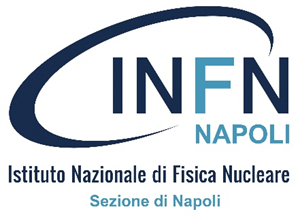 INFN
NAPOLI
Istituto Nazionale di Fisica Nucleare
Sezione di Napoli